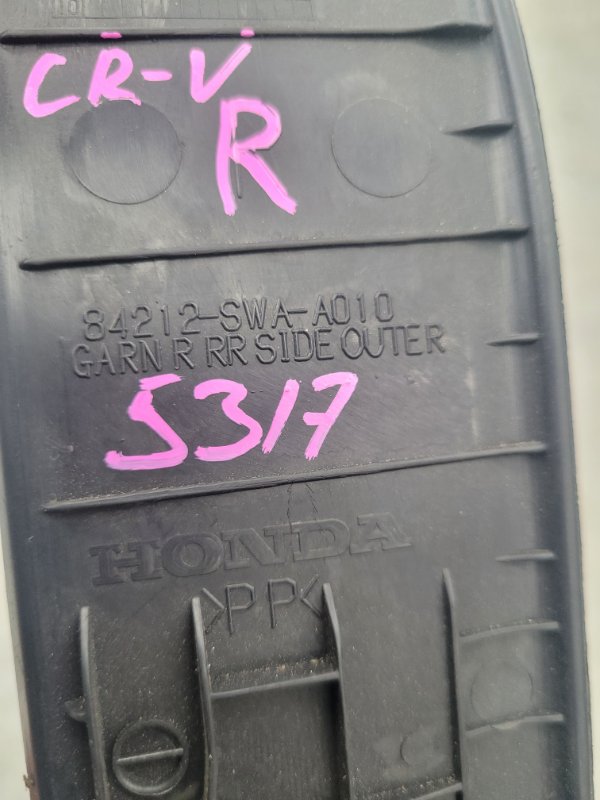 CR-V
R
84212-SWA-A010
GARN R RR SIDE OUTER
5317
HONDA
>PP<